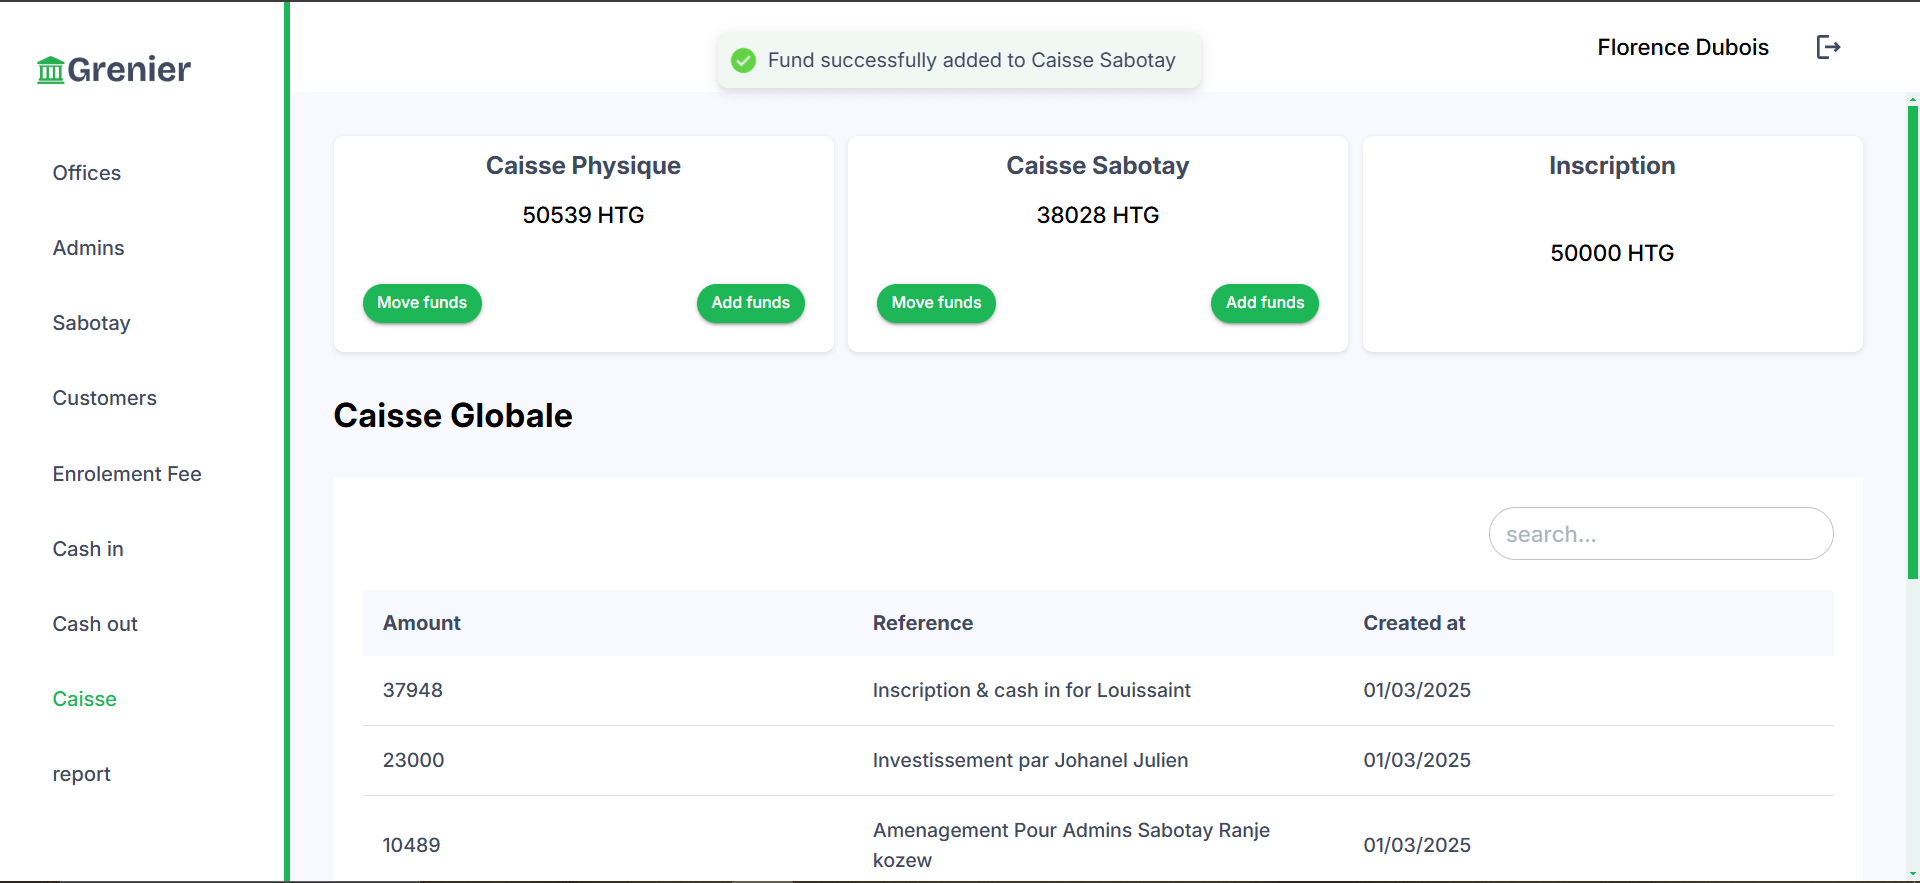 Grenier
Offices
Admins
Sabotay
Customers
Enrolement Fee
Cash in
Cash out
Caisse
report
Fund successfully added to Caisse Sabotay
Florence Dubois
Caisse Physique
50539 HTG
Move funds
Add funds
Caisse Sabotay
38028 HTG
Move funds
Add funds
Inscription
50000 HTG
Caisse Globale
search...
Amount Reference Created at
37948 Inscription & cash in for Louissaint 01/03/2025
23000 Investissement par Johanel Julien 01/03/2025
10489 Amenagement Pour Admins Sabotay Ranje
kozew 01/03/2025